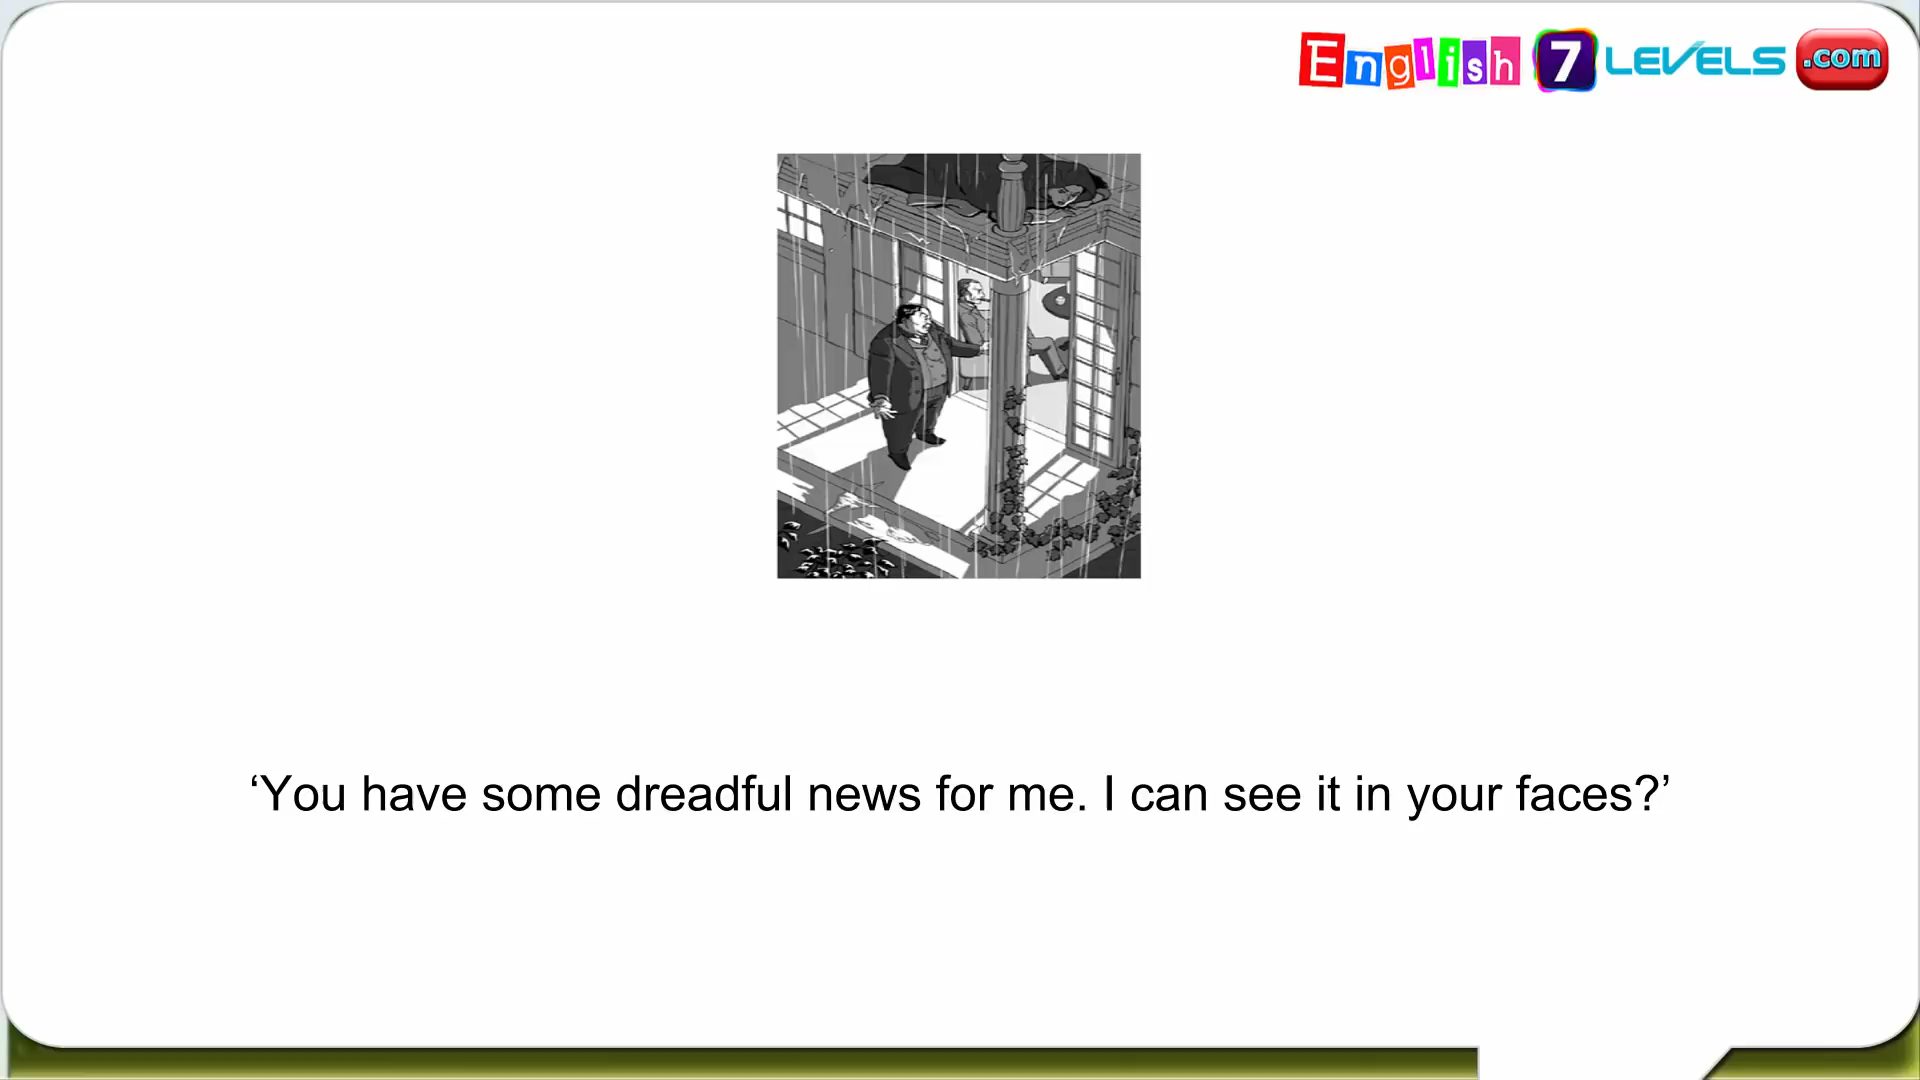 English 7 LEVELS .com
‘You have some dreadful news for me. I can see it in your faces?’